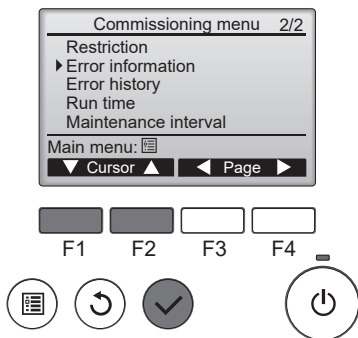 Commissioning menu 2/2
Restriction
Error information
Error history
Run time
Maintenance interval
Main menu:
Cursor Page
F1 F2 F3 F4